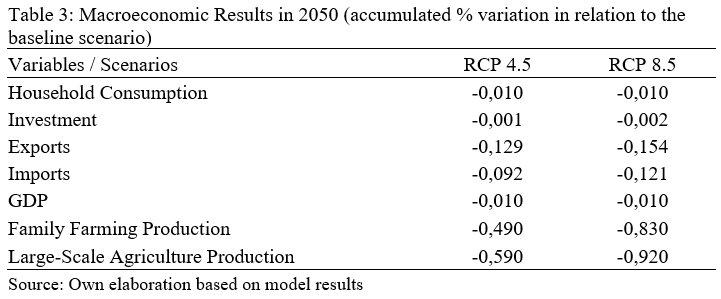 Table 3: Macroeconomic Results in 2050 (accumulated % variation in relation to the
baseline scenario)
Variables / Scenarios RCP 4.5 RCP 8.5
Household Consumption -0,010 -0,010
Investment -0,001 -0,002
Exports -0,129 -0,154
Imports -0,092 -0,121
GDP -0,010 -0,010
Family Farming Production -0,490 -0,830
Large-Scale Agriculture Production -0,590 -0,920
Source: Own elaboration based on model results